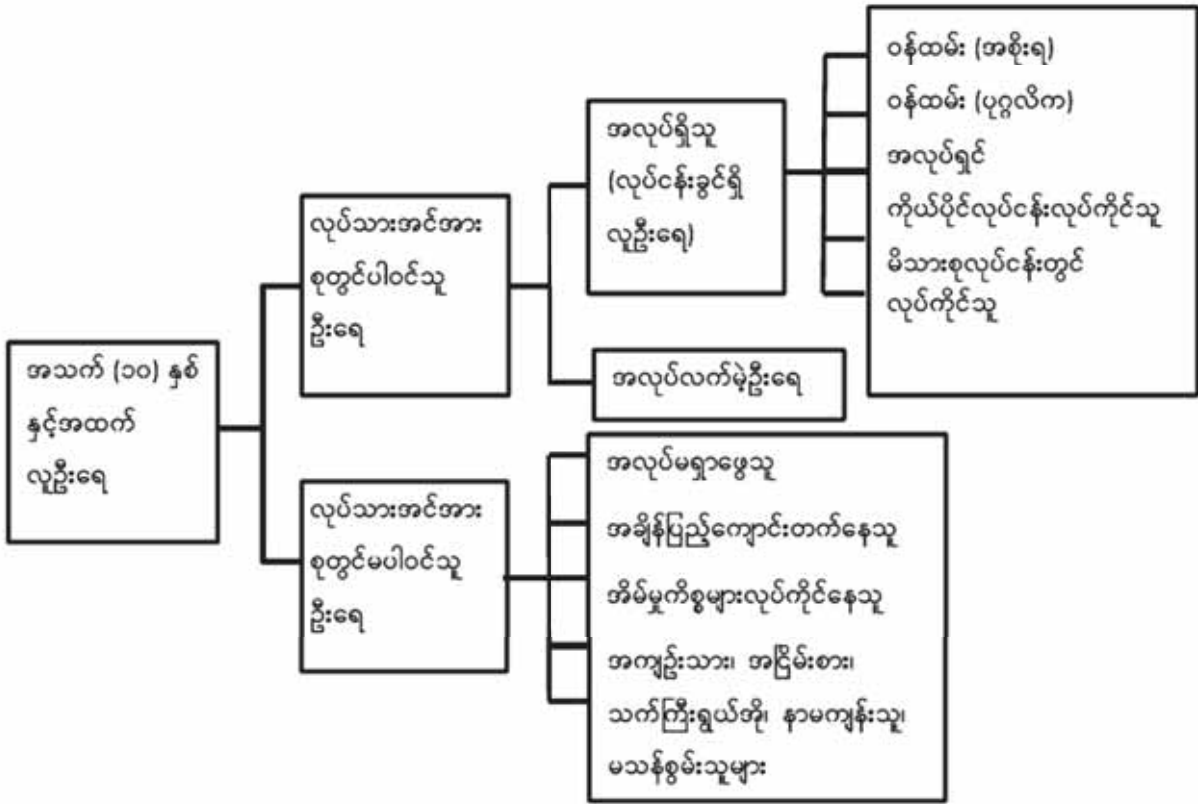 အသက် (၁၀) နှစ်
နှင့်အထက်
လူဦးရေ
လုပ်သားအင်အား
စုတွင်ပါဝင်သူ
ဦးရေ
အလုပ်ရှိသူ
(လုပ်ငန်းခွင်ရှိ
လူဦးရေ)
ဝန်ထမ်း (အစိုးရ)
ဝန်ထမ်း (ပုဂ္ဂလိက)
အလုပ်ရှင်
ကိုယ်ပိုင်လုပ်ငန်းလုပ်ကိုင်သူ
မိသားစုလုပ်ငန်းတွင်
လုပ်ကိုင်သူ
အလုပ်လက်မဲ့ဦးရေ
လုပ်သားအင်အား
စုတွင်မပါဝင်သူ
ဦးရေ
အလုပ်မရှာဖွေသူ
အချိန်ပြည့်ကျောင်းတက်နေသူ
အိမ်မှုကိစ္စများလုပ်ကိုင်နေသူ
အကျဉ်းသား၊ အငြိမ်းစား၊
သက်ကြီးရွယ်အို၊ နာမကျန်းသူ၊
မသန်စွမ်းသူများ